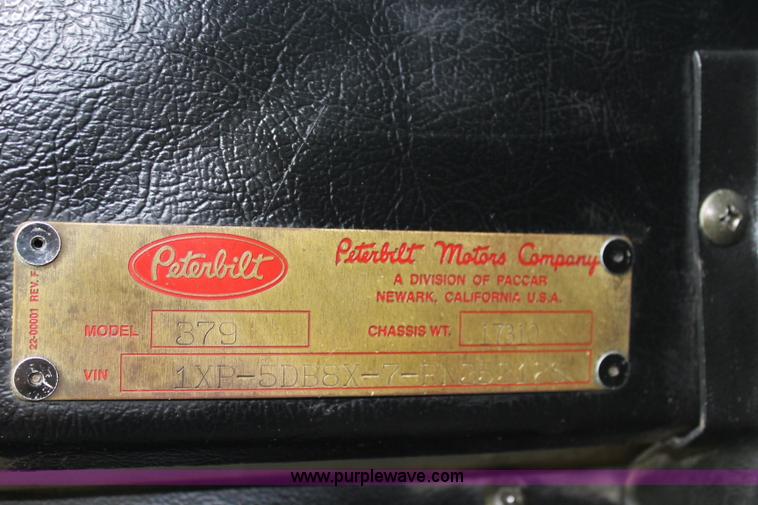 Peterbilt
Peterbilt Motors Company
A DIVISION OF PACCAR
NEWARK, CALIFORNIA U.S.A.
22-00001 REV. F
MODEL 379 CHASSIS WT.
VIN
www.purplewave.com